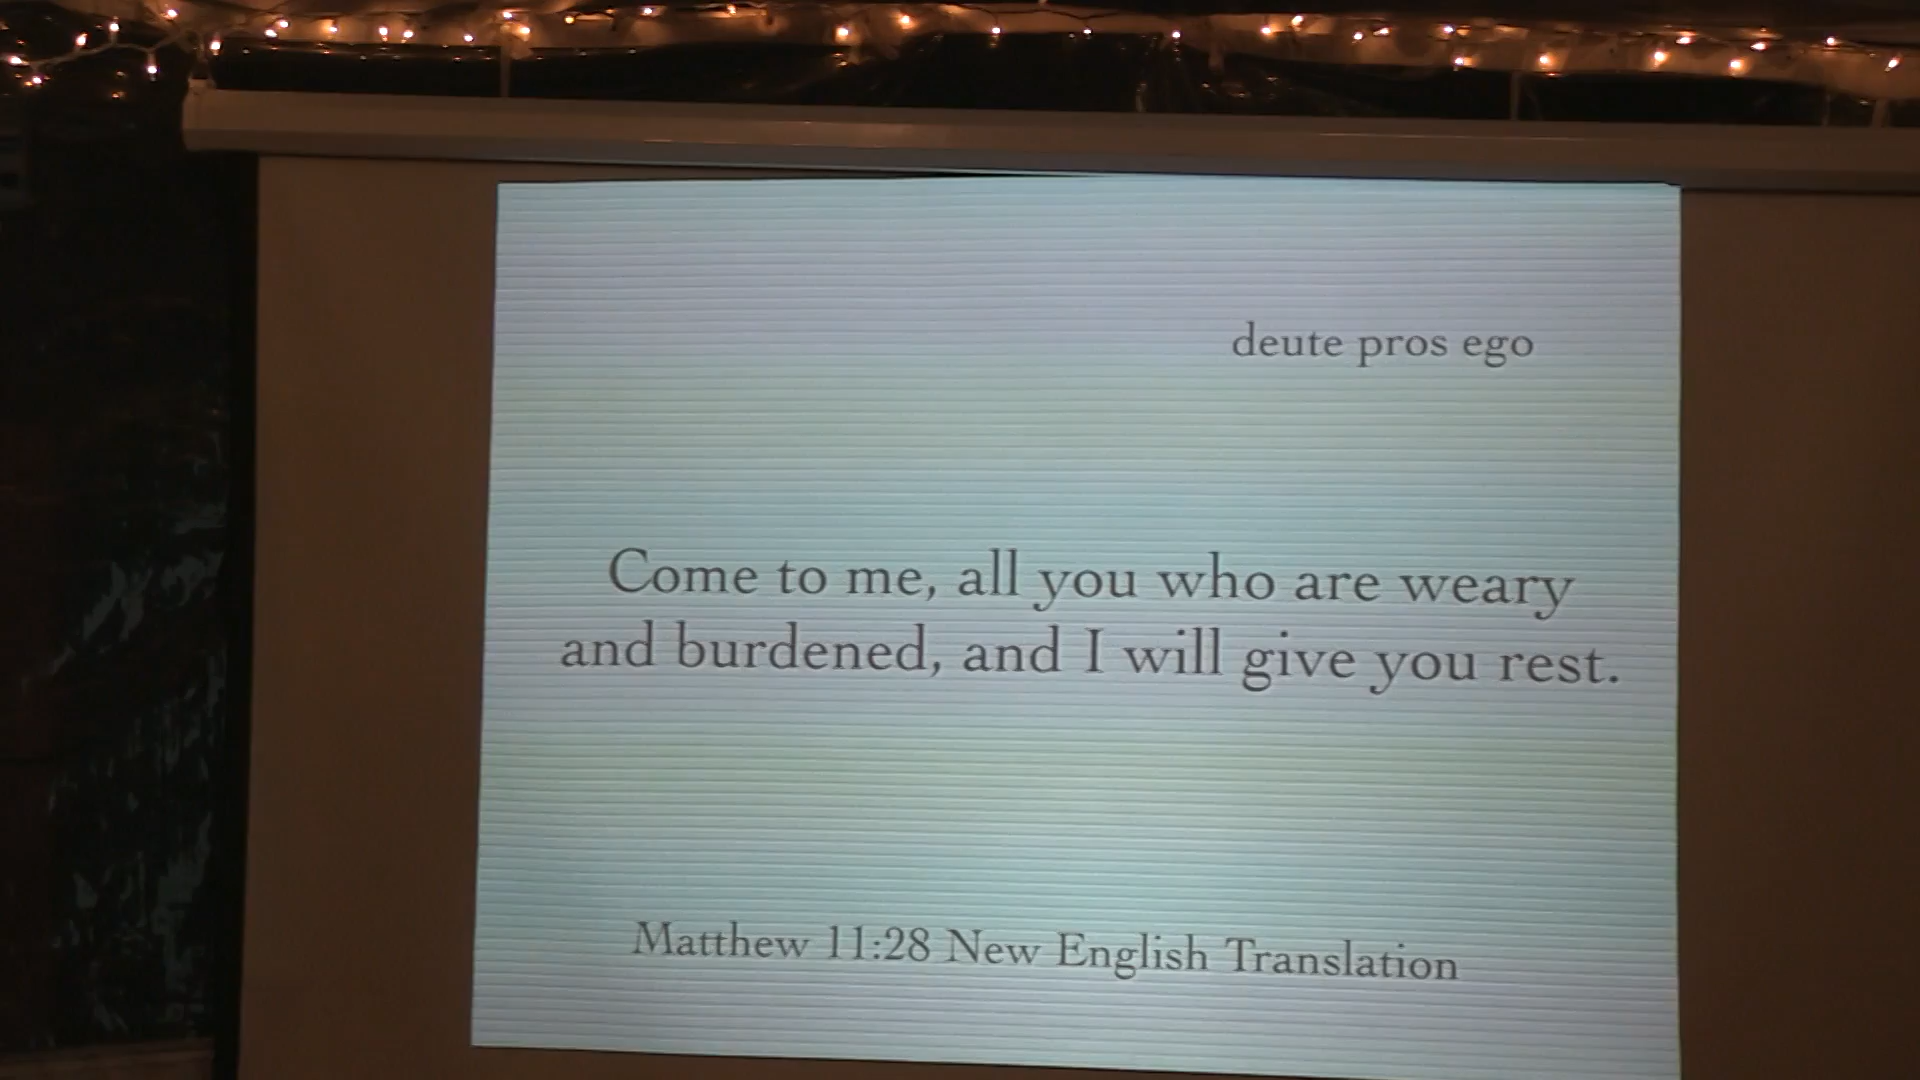 deute pros ego
Come to me, all you who are weary
and burdened, and I will give you rest.
Matthew 11:28 New English Translation